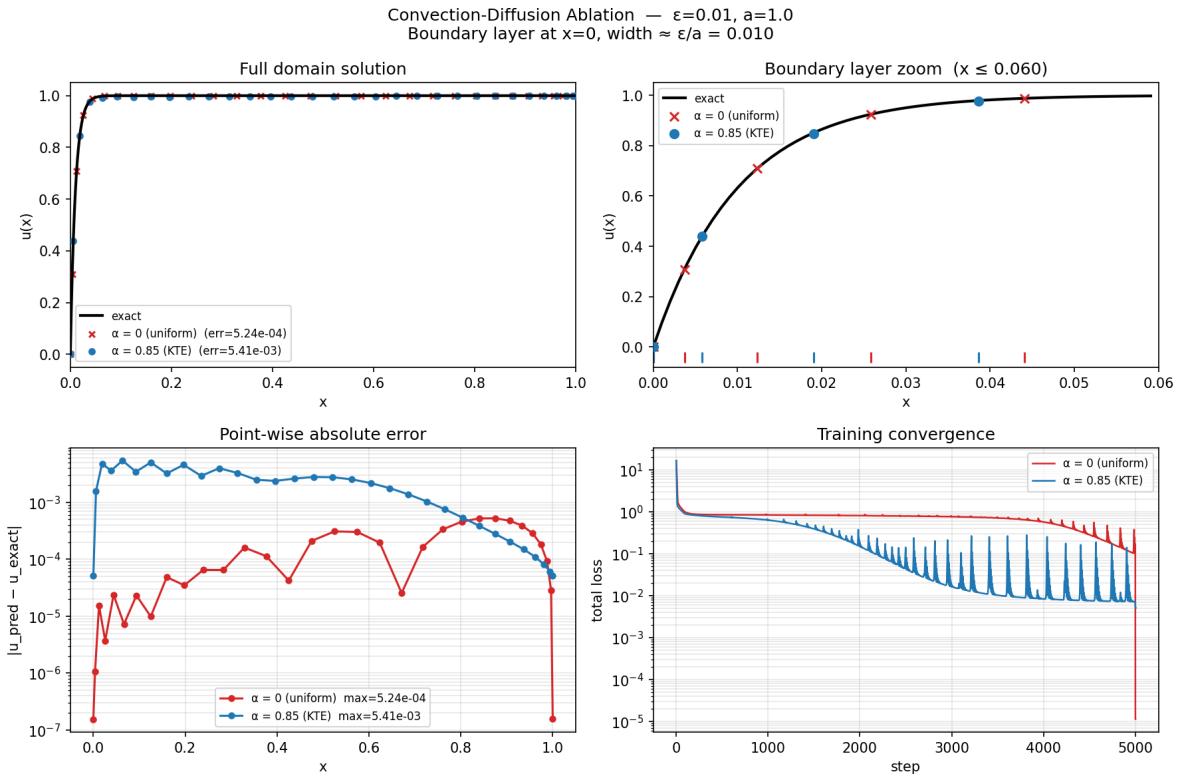 Convection-Diffusion Ablation — ε=0.01, a=1.0
Boundary layer at x=0, width ≈ ε/a = 0.010
Full domain solution
1.0
0.8
0.6
0.4
0.2
0.0
u(x)
exact
α = 0 (uniform) (err=5.24e-04)
α = 0.85 (KTE) (err=5.41e-03)
0.0 0.2 0.4 0.6 0.8 1.0
x
Boundary layer zoom (x ≤ 0.060)
exact
α = 0 (uniform)
α = 0.85 (KTE)
1.0
0.8
0.6
0.4
0.2
0.0
u(x)
0.00 0.01 0.02 0.03 0.04 0.05 0.06
x
Point-wise absolute error
10⁻³
10⁻⁴
10⁻⁵
10⁻⁶
10⁻⁷
|u_pred − u_exact|
α = 0 (uniform) max=5.24e-04
α = 0.85 (KTE) max=5.41e-03
0.0 0.2 0.4 0.6 0.8 1.0
x
Training convergence
α = 0 (uniform)
α = 0.85 (KTE)
10¹
10⁰
10⁻¹
10⁻²
10⁻³
10⁻⁴
10⁻⁵
total loss
0 1000 2000 3000 4000 5000
step